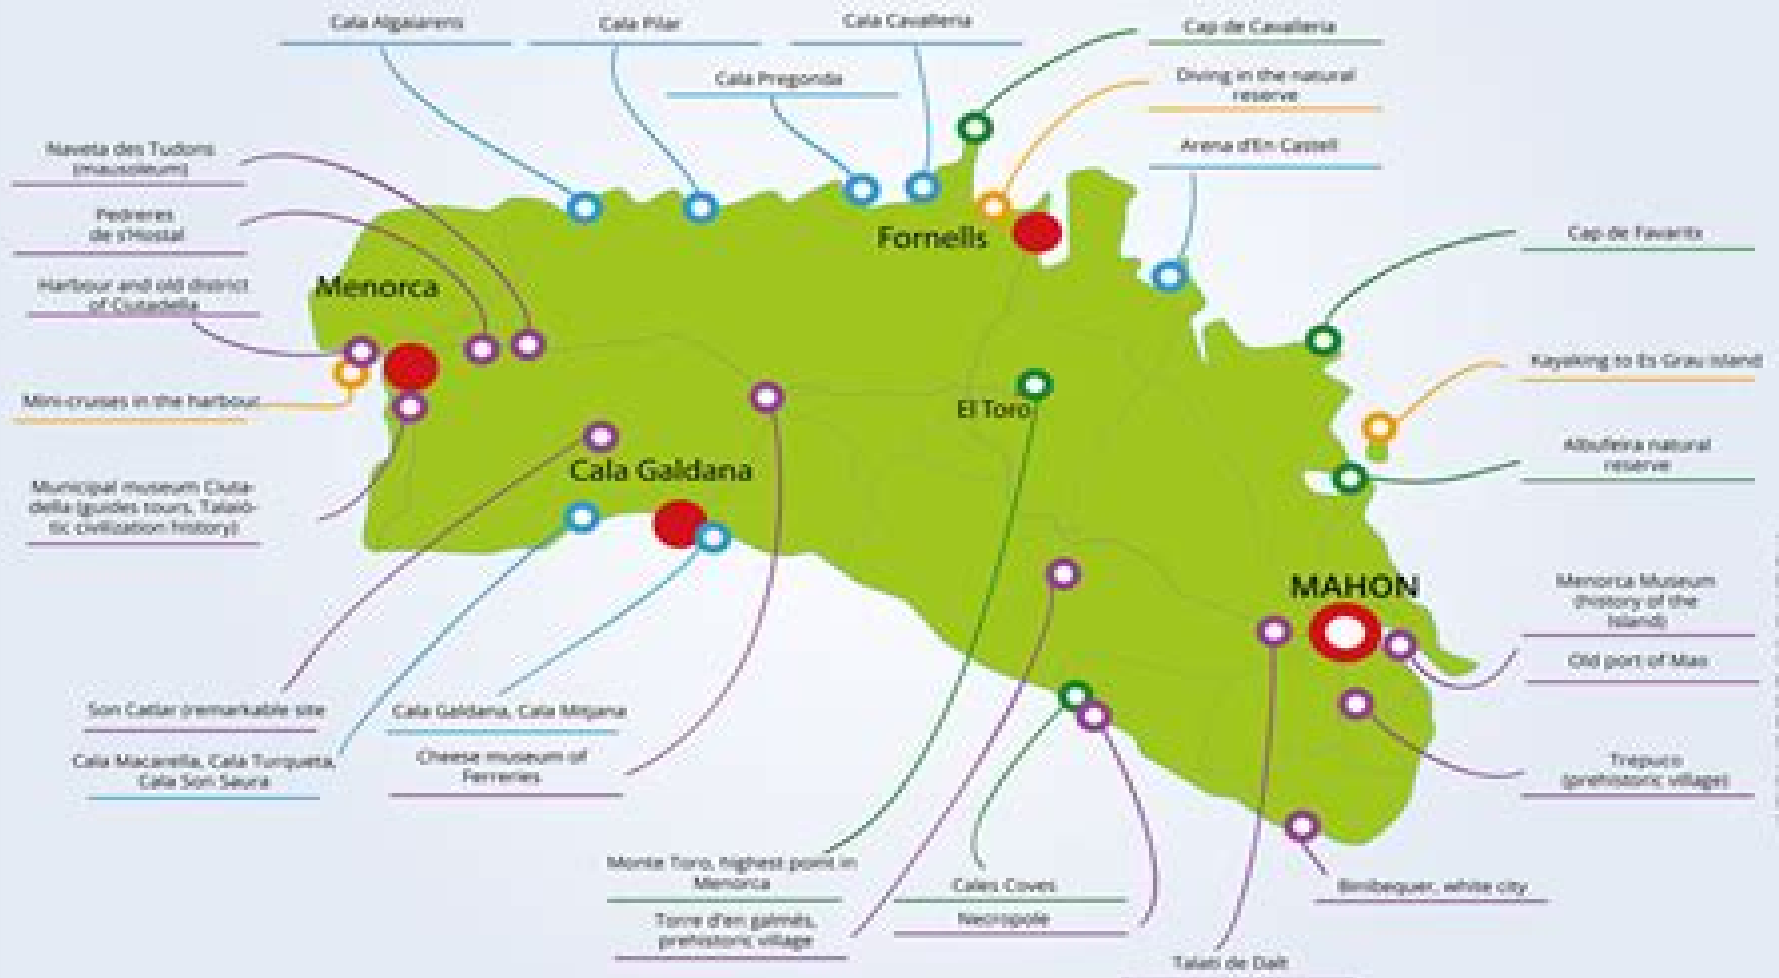 Cala Algaiarens
Cala Pilar
Cala Cavalleria
Cap de Cavalleria
Cala Pregonda
Diving in the natural
reserve
Arena d'En Castell
Naveta des Tudons
(mausoleum)
Pedreres
de s'Hostal
Harbour and old district
of Ciutadella
Mini-cruises in the harbour
Municipal museum Ciuta-
della (guides tours, Talaió-
tic civilization history)
Menorca
Fornells
El Toro
Cala Galdana
MAHON
Cap de Favaritx
Kayaking to Es Grau island
Albufeira natural
reserve
Menorca Museum
(history of the
Island)
Old port of Mao
Trepuco
(prehistoric village)
Son Catlar (remarkable site
Cala Macarella, Cala Turqueta,
Cala Son Saura
Cala Galdana, Cala Mitjana
Cheese museum of
Ferreries
Monte Toro, highest point in
Menorca
Torre d'en galmés,
prehistoric village
Cales Coves
Necropole
Binibequer, white city
Talati de Dalt